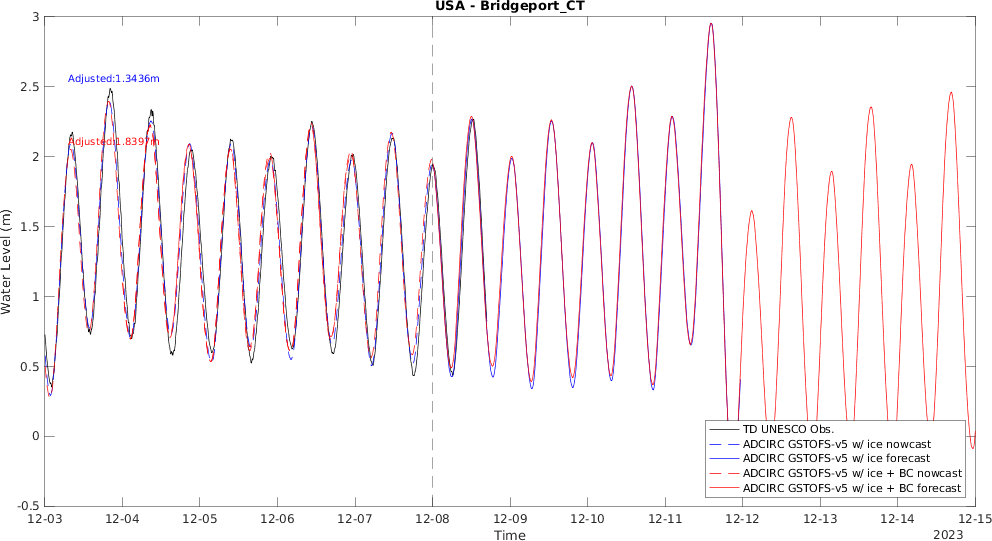 USA - Bridgeport_CT
3
2.5
2
1.5
1
0.5
0
-0.5
Water Level (m)
Adjusted:1.3436m
Adjusted:1.8397m
TD UNESCO Obs.
ADCIRC GSTOFS-v5 w/ ice nowcast
ADCIRC GSTOFS-v5 w/ ice forecast
ADCIRC GSTOFS-v5 w/ ice + BC nowcast
ADCIRC GSTOFS-v5 w/ ice + BC forecast
12-03 12-04 12-05 12-06 12-07 12-08 12-09 12-10 12-11 12-12 12-13 12-14 12-15
Time
2023